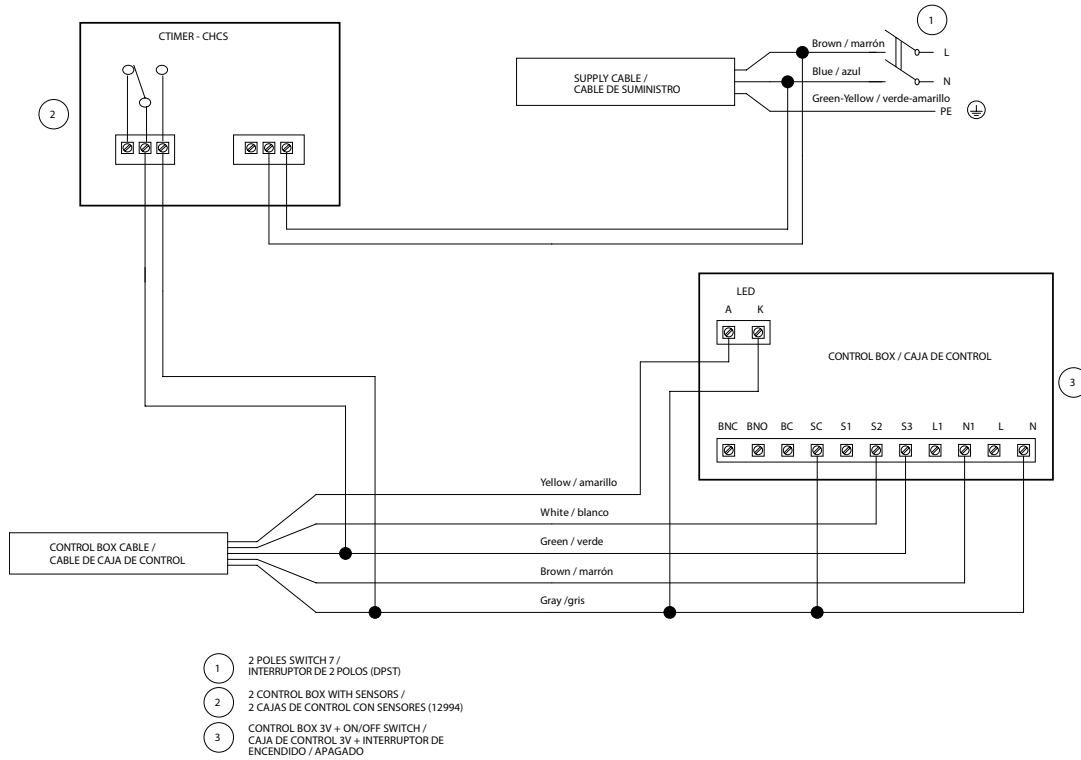 CTIMER - CHCS
2
SUPPLY CABLE /
CABLE DE SUMINISTRO
1
Brown / marrón
L
Blue / azul
N
Green-Yellow / verde-amarillo
PE
LED
A K
CONTROL BOX / CAJA DE CONTROL
3
BNC BNO BC SC S1 S2 S3 L1 N1 L N
Yellow / amarillo
White / blanco
Green / verde
Brown / marrón
Gray /gris
CONTROL BOX CABLE /
CABLE DE CAJA DE CONTROL
1
2 POLES SWITCH 7 /
INTERRUPTOR DE 2 POLOS (DPST)
2
2 CONTROL BOX WITH SENSORS /
2 CAJAS DE CONTROL CON SENSORES (12994)
3
CONTROL BOX 3V + ON/OFF SWITCH /
CAJA DE CONTROL 3V + INTERRUPTOR DE
ENCENDIDO / APAGADO